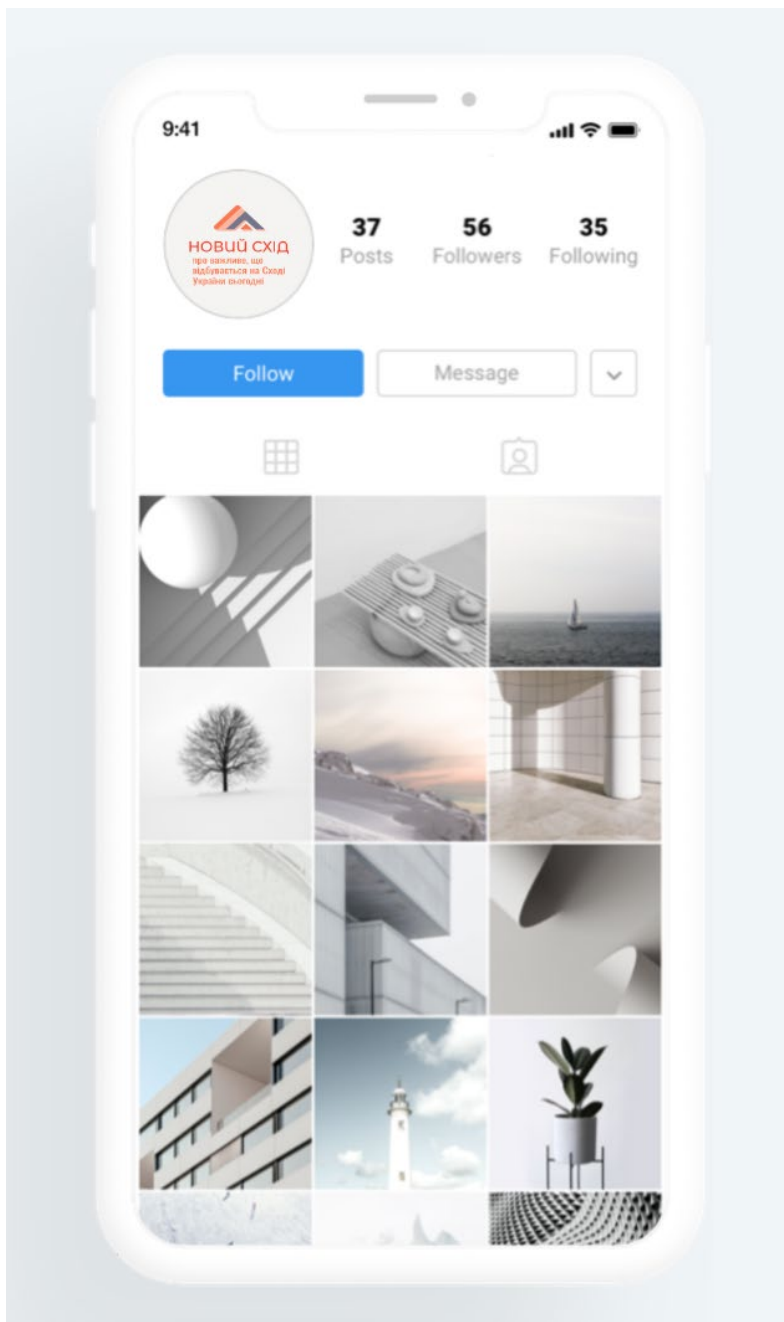 9:41
НОВИЙ СХІД
про важливо, що
відбувається на Сході
України сьогодні
37
Posts
56
Followers
35
Following
Follow
Message